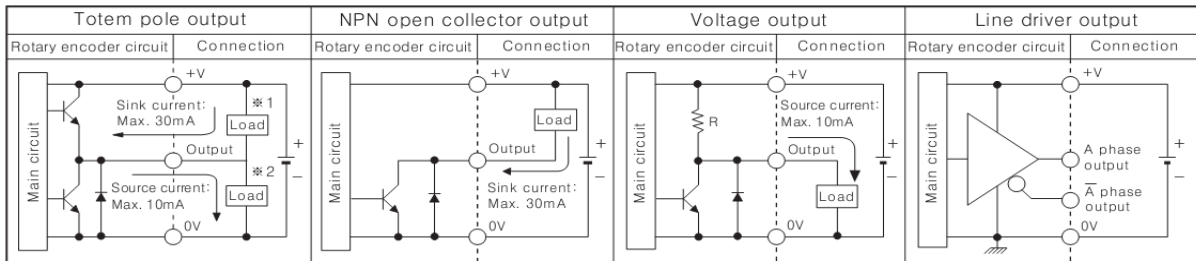 Totem pole output
NPN open collector output
Voltage output
Line driver output
Rotary encoder circuit
Connection
Rotary encoder circuit
Connection
Rotary encoder circuit
Connection
Rotary encoder circuit
Connection
Main circuit
+V
Sink current:
Max. 30mA
※1
Load
+
Output
−
※2
Source current:
Max. 10mA
Load
0V
Main circuit
+V
Load
+
Output
−
Sink current:
Max. 30mA
0V
Main circuit
+V
R
Source current:
Max. 10mA
+
Output
−
Load
0V
Main circuit
+V
+
A phase
output
−
A̅ phase
output
0V